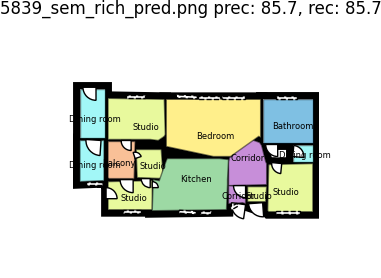 5839_sem_rich_pred.png prec: 85.7, rec: 85.7
Dining room
Studio
Bedroom
Bathroom
Dining room
Balcony
Studio
Corridor
Dining room
Kitchen
Studio
Corridor
Studio
Studio